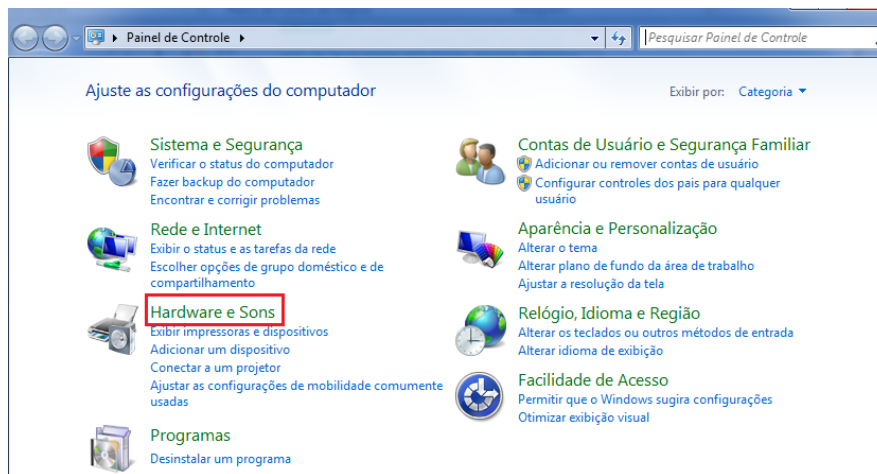 Painel de Controle
Pesquisar Painel de Controle
Ajuste as configurações do computador
Exibir por: Categoria
Sistema e Segurança
Verificar o status do computador
Fazer backup do computador
Encontrar e corrigir problemas
Rede e Internet
Exibir o status e as tarefas da rede
Escolher opções de grupo doméstico e de
compartilhamento
Hardware e Sons
Exibir impressoras e dispositivos
Adicionar um dispositivo
Conectar a um projetor
Ajustar as configurações de mobilidade comumente
usadas
Programas
Desinstalar um programa
Contas de Usuário e Segurança Familiar
Adicionar ou remover contas de usuário
Configurar controles dos pais para qualquer
usuário
Aparência e Personalização
Alterar o tema
Alterar plano de fundo da área de trabalho
Ajustar a resolução da tela
Relógio, Idioma e Região
Alterar os teclados ou outros métodos de entrada
Alterar idioma de exibição
Facilidade de Acesso
Permitir que o Windows sugira configurações
Otimizar exibição visual